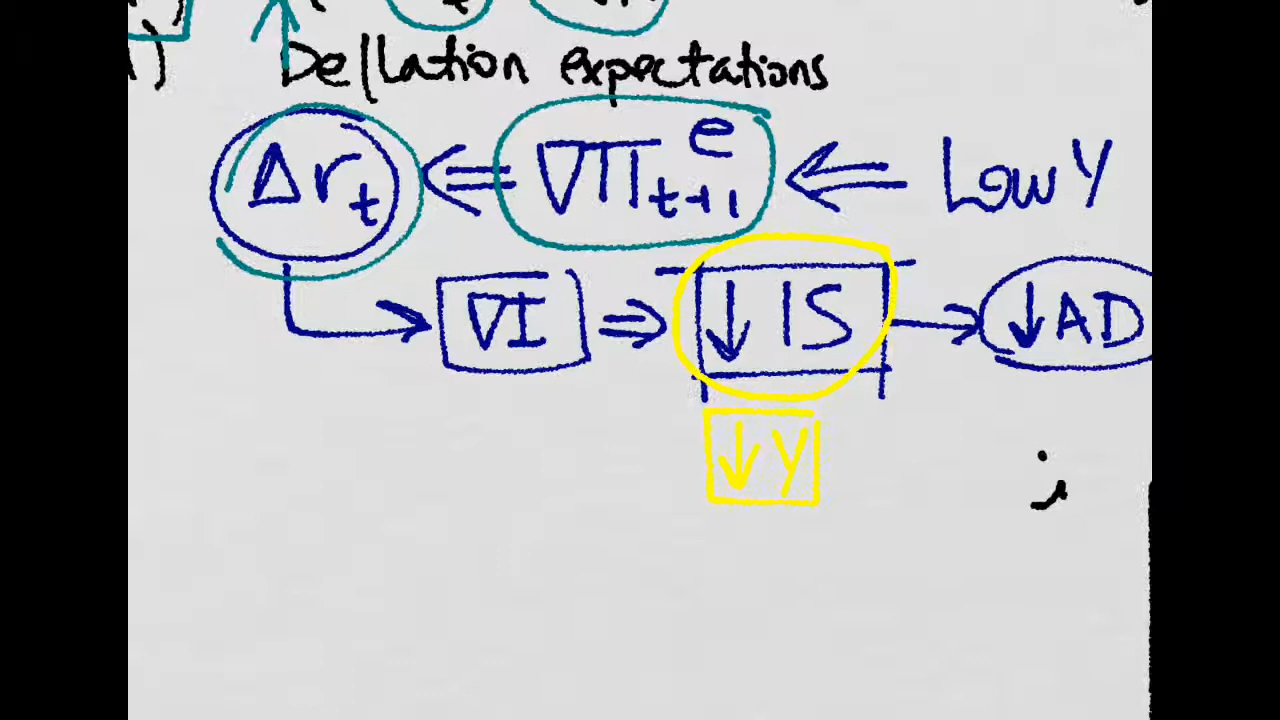 Deflation expectations
Δr_t ⇐ ∇π^e_{t+1} ⇐ Low Y
∇I ⇒ ↓ IS → ↓ AD
↓ Y